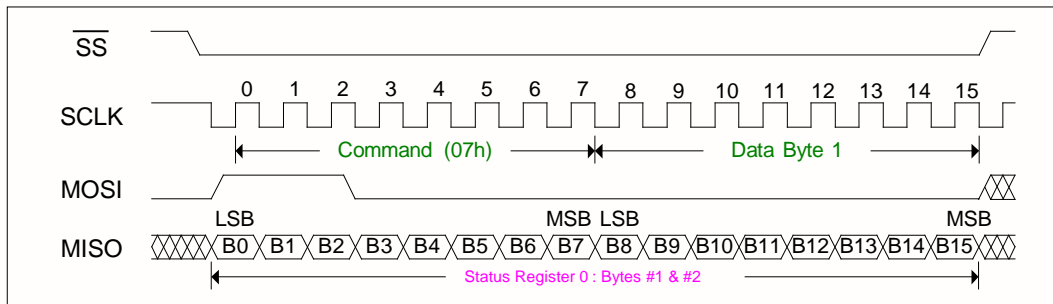 SS
0 1 2 3 4 5 6 7 8 9 10 11 12 13 14 15
SCLK
Command (07h) Data Byte 1
MOSI
LSB MSB LSB MSB
MISO B0 B1 B2 B3 B4 B5 B6 B7 B8 B9 B10 B11 B12 B13 B14 B15
Status Register 0 : Bytes #1 & #2